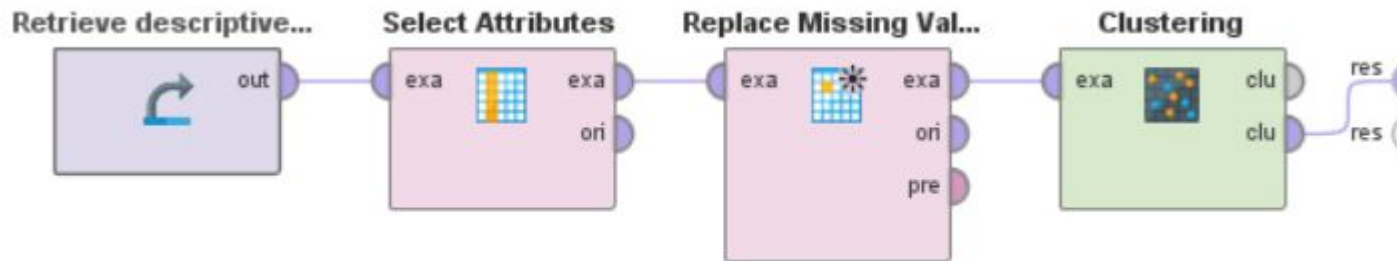 Retrieve descriptive...
out
Select Attributes
exa
exa
ori
Replace Missing Val...
exa
exa
ori
pre
Clustering
exa
clu
clu
res
res